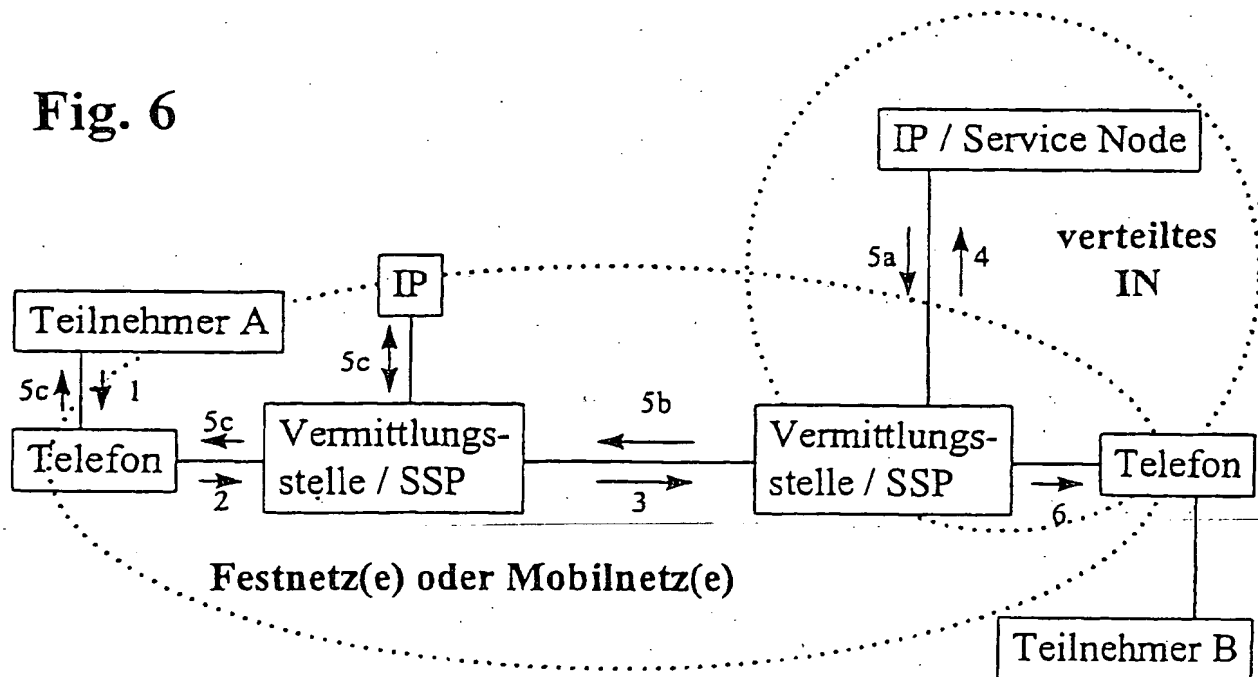 Fig. 6
IP / Service Node
verteiltes
IN
5a
4
IP
Teilnehmer A
5c
1
5c
Telefon
5c
2
Vermittlungs-
stelle / SSP
5b
3
Vermittlungs-
stelle / SSP
6
Telefon
Festnetz(e) oder Mobilnetz(e)
Teilnehmer B